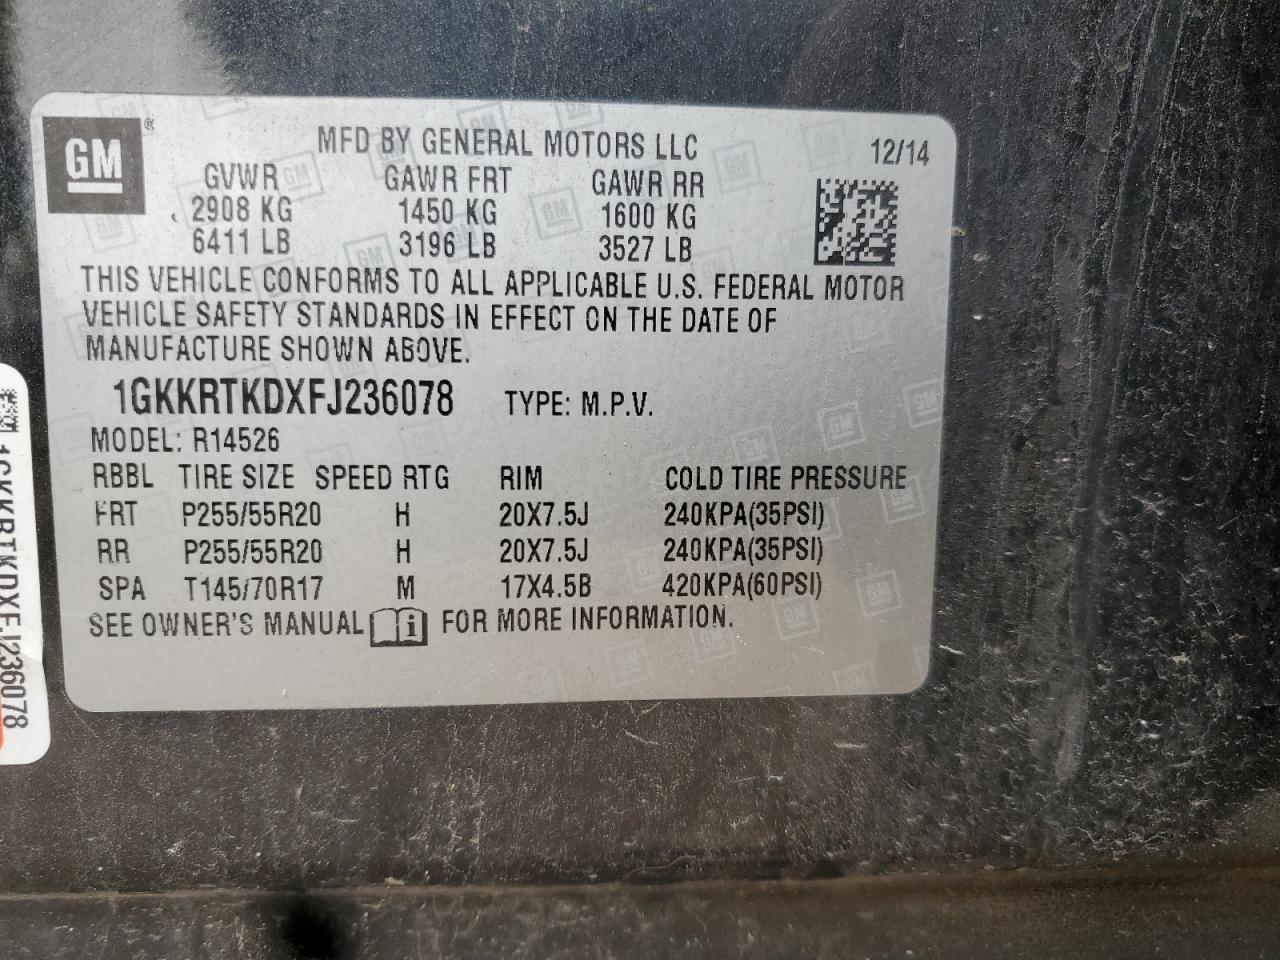 GM
MFD BY GENERAL MOTORS LLC 12/14
GVWR GAWR FRT GAWR RR
2908 KG 1450 KG 1600 KG
6411 LB 3196 LB 3527 LB
THIS VEHICLE CONFORMS TO ALL APPLICABLE U.S. FEDERAL MOTOR
VEHICLE SAFETY STANDARDS IN EFFECT ON THE DATE OF
MANUFACTURE SHOWN ABOVE.
1GKKRTKDXFJ236078 TYPE: M.P.V.
MODEL: R14526
RBBL TIRE SIZE SPEED RTG RIM COLD TIRE PRESSURE
FRT P255/55R20 H 20X7.5J 240KPA(35PSI)
RR P255/55R20 H 20X7.5J 240KPA(35PSI)
SPA T145/70R17 M 17X4.5B 420KPA(60PSI)
SEE OWNER'S MANUAL i FOR MORE INFORMATION.
1GKKRTKDXFJ236078